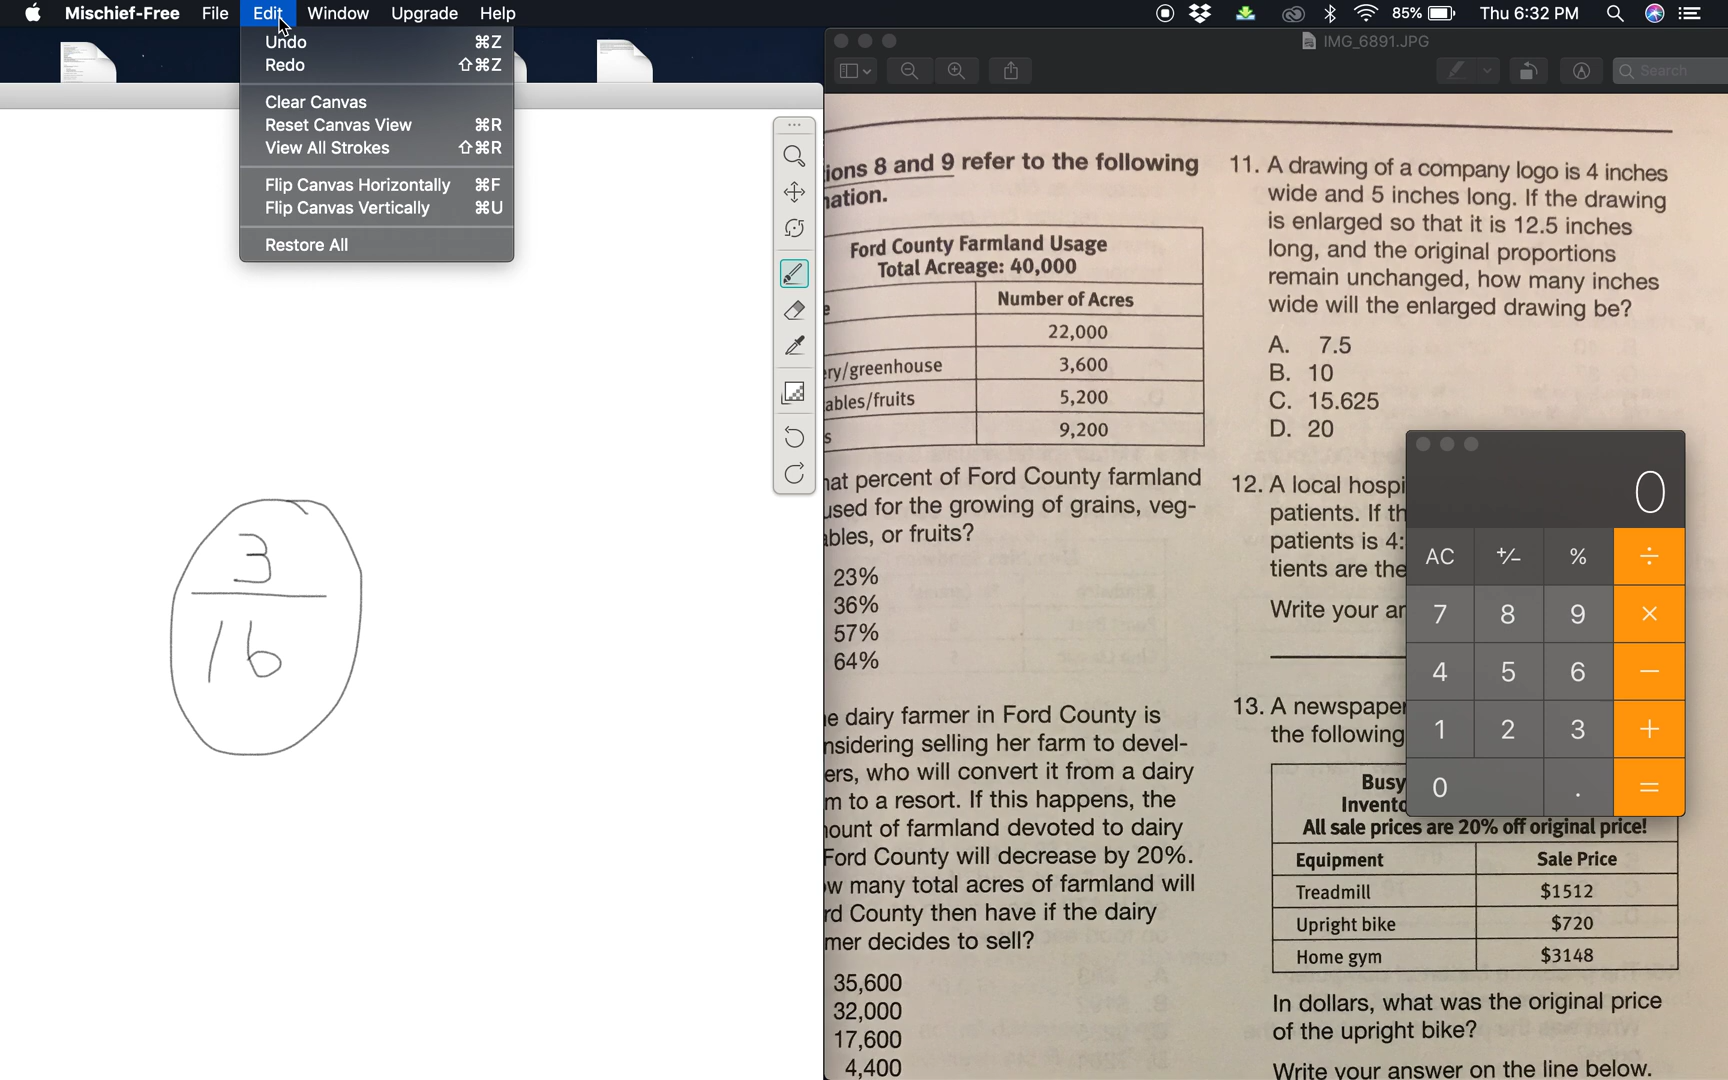 Mischief-Free File Edit Window Upgrade Help 85% Thu 6:32 PM
Undo ⌘Z
Redo ⇧⌘Z
Clear Canvas
Reset Canvas View ⌘R
View All Strokes ⇧⌘R
Flip Canvas Horizontally ⌘F
Flip Canvas Vertically ⌘U
Restore All
3
16
IMG_6891.JPG
Search
ions 8 and 9 refer to the following
ation.
Ford County Farmland Usage
Total Acreage: 40,000
e Number of Acres
22,000
ry/greenhouse 3,600
ables/fruits 5,200
s 9,200
hat percent of Ford County farmland
used for the growing of grains, veg-
bles, or fruits?
23%
36%
57%
64%
e dairy farmer in Ford County is
nsidering selling her farm to devel-
ers, who will convert it from a dairy
m to a resort. If this happens, the
ount of farmland devoted to dairy
Ford County will decrease by 20%.
w many total acres of farmland will
rd County then have if the dairy
mer decides to sell?
35,600
32,000
17,600
4,400
11. A drawing of a company logo is 4 inches
wide and 5 inches long. If the drawing
is enlarged so that it is 12.5 inches
long, and the original proportions
remain unchanged, how many inches
wide will the enlarged drawing be?
A. 7.5
B. 10
C. 15.625
D. 20
12. A local hospi
patients. If th
patients is 4:
tients are the
Write your an
13. A newspaper
the following
Busy
Invento
All sale prices are 20% off original price!
Equipment Sale Price
Treadmill $1512
Upright bike $720
Home gym $3148
In dollars, what was the original price
of the upright bike?
Write your answer on the line below.
0
AC +/- % ÷
7 8 9 ×
4 5 6 −
1 2 3 +
0 . =